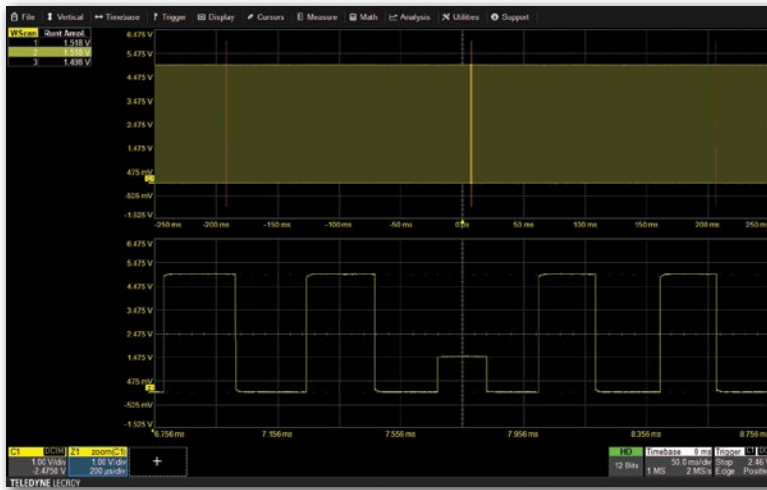 File Vertical Timebase Trigger Display Cursors Measure Math Analysis Utilities Support
WScan Runt Ampl.
1 1.518 V
2 1.518 V
3 1.498 V
6.475 V
5.475 V
4.475 V
3.475 V
2.475 V
1.475 V
475 mV
-525 mV
-1.525 V
-250 ms -200 ms -150 ms -100 ms -50 ms 0 ms 50 ms 100 ms 150 ms 200 ms 250 m
6.475 V
5.475 V
4.475 V
3.475 V
2.475 V
1.475 V
475 mV
Z1
-525 mV
-1.525 V
6.756 ms 7.156 ms 7.556 ms 7.956 ms 8.356 ms 8.756 ms
C1 DC1M Z1 zoom(C1) HD Timebase 0 ms Trigger C1 DC
1.00 V/div 1.00 V/div 12 Bits 50.0 ms/div Stop 2.46 V
-2.4750 V 200 µs/div 1 MS 2 MS/s Edge Positive
+
TELEDYNE LECROY